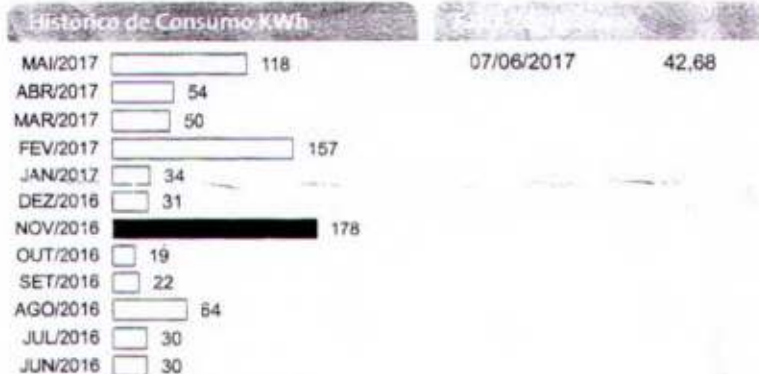 Histórico de Consumo KWh
MAI/2017 118 07/06/2017 42,68
ABR/2017 54
MAR/2017 50
FEV/2017 157
JAN/2017 34
DEZ/2016 31
NOV/2016 178
OUT/2016 19
SET/2016 22
AGO/2016 64
JUL/2016 30
JUN/2016 30